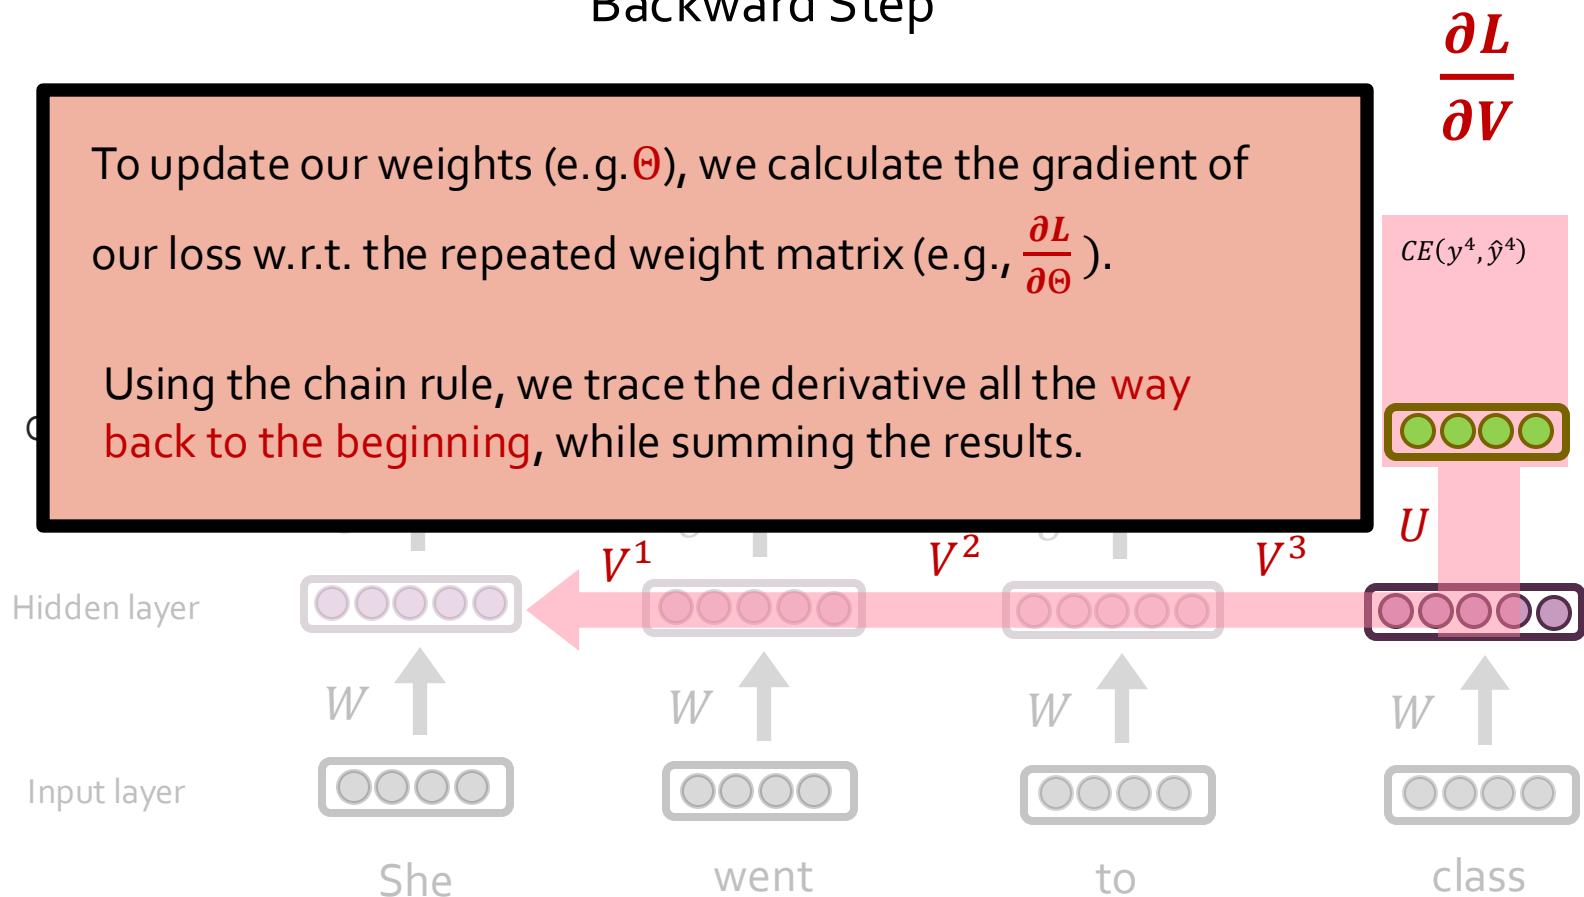 Backward Step
∂L
∂V
To update our weights (e.g. Θ), we calculate the gradient of
our loss w.r.t. the repeated weight matrix (e.g., ∂L/∂Θ ).
CE(y⁴, ŷ⁴)
Using the chain rule, we trace the derivative all the way
back to the beginning, while summing the results.
U
V¹ V² V³
Hidden layer
W W W W
Input layer
She went to class